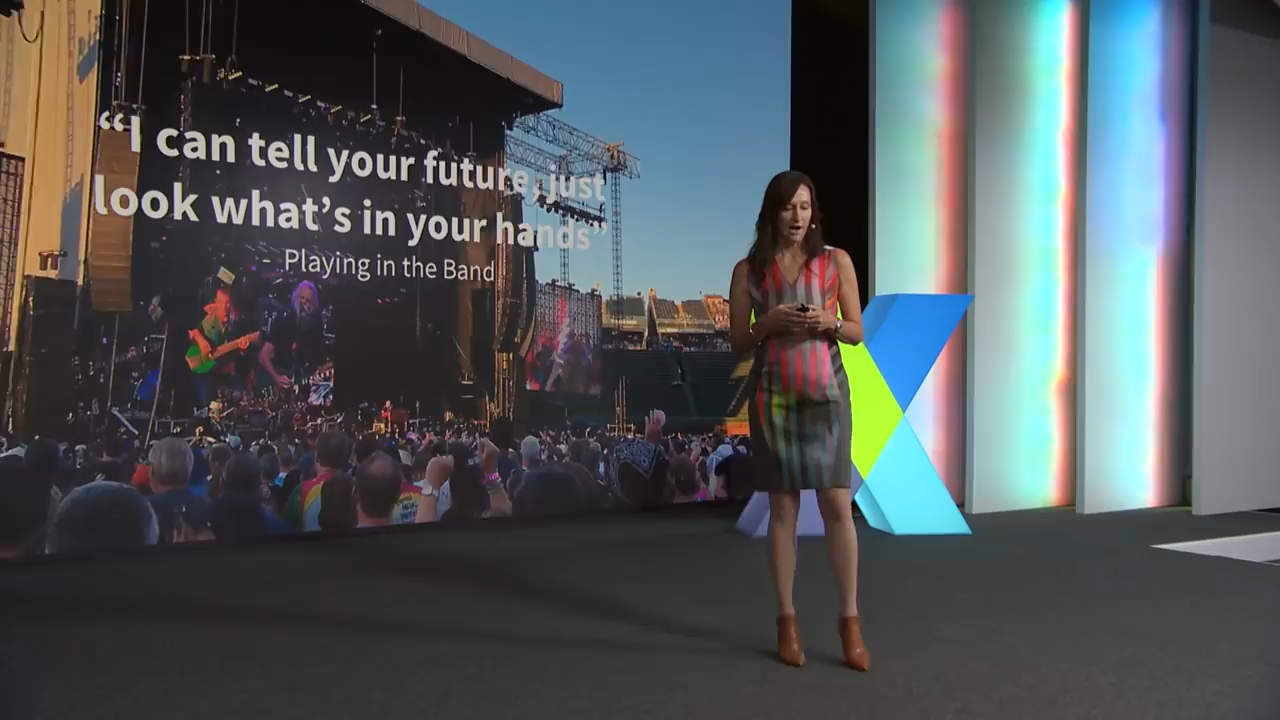 “I can tell your future, just
look what’s in your hands”
- Playing in the Band